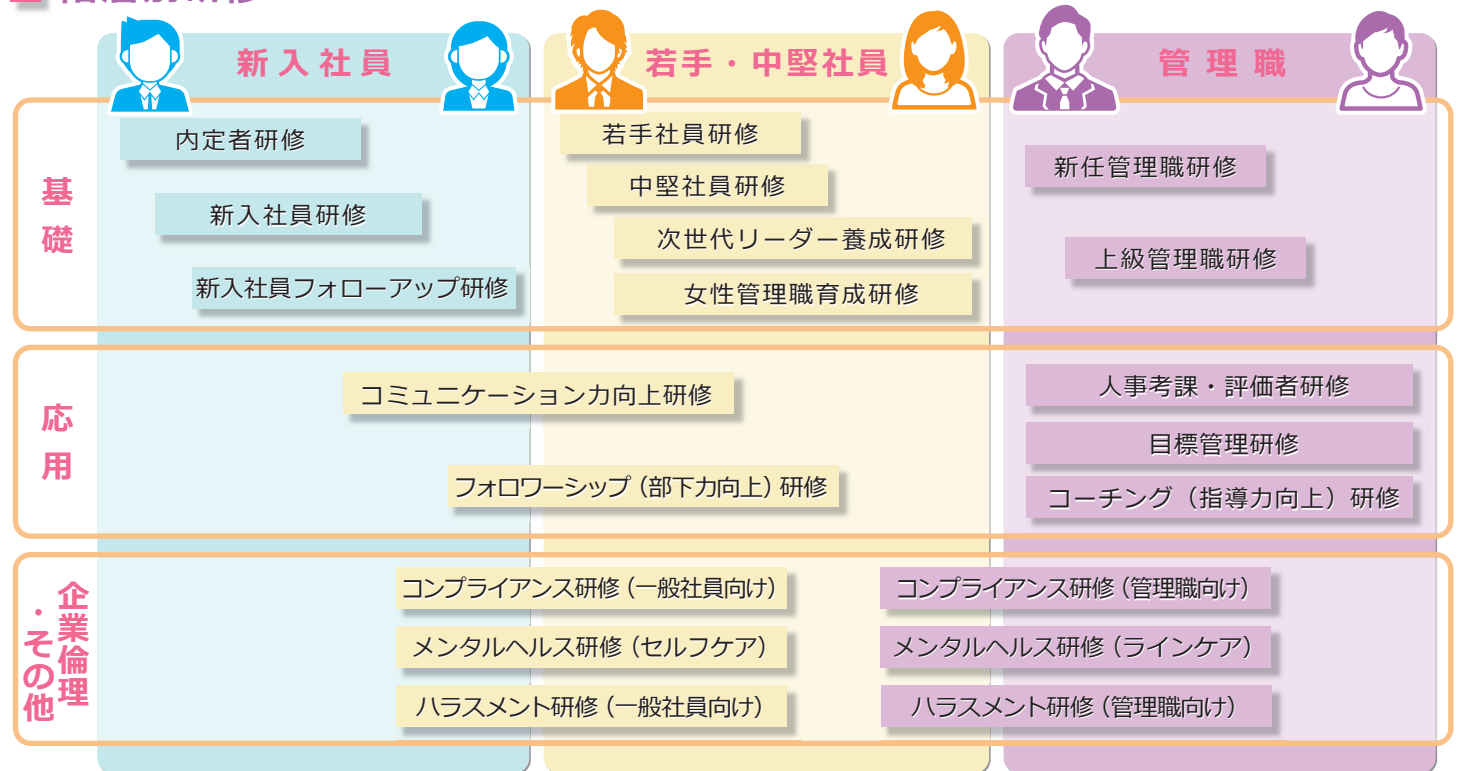 階層別研修
新入社員
若手・中堅社員
管理職
基礎
内定者研修
新入社員研修
新入社員フォローアップ研修
若手社員研修
中堅社員研修
次世代リーダー養成研修
女性管理職育成研修
新任管理職研修
上級管理職研修
応用
コミュニケーション力向上研修
フォロワーシップ（部下力向上）研修
人事考課・評価者研修
目標管理研修
コーチング（指導力向上）研修
企業倫理
・その他
コンプライアンス研修（一般社員向け）
メンタルヘルス研修（セルフケア）
ハラスメント研修（一般社員向け）
コンプライアンス研修（管理職向け）
メンタルヘルス研修（ラインケア）
ハラスメント研修（管理職向け）